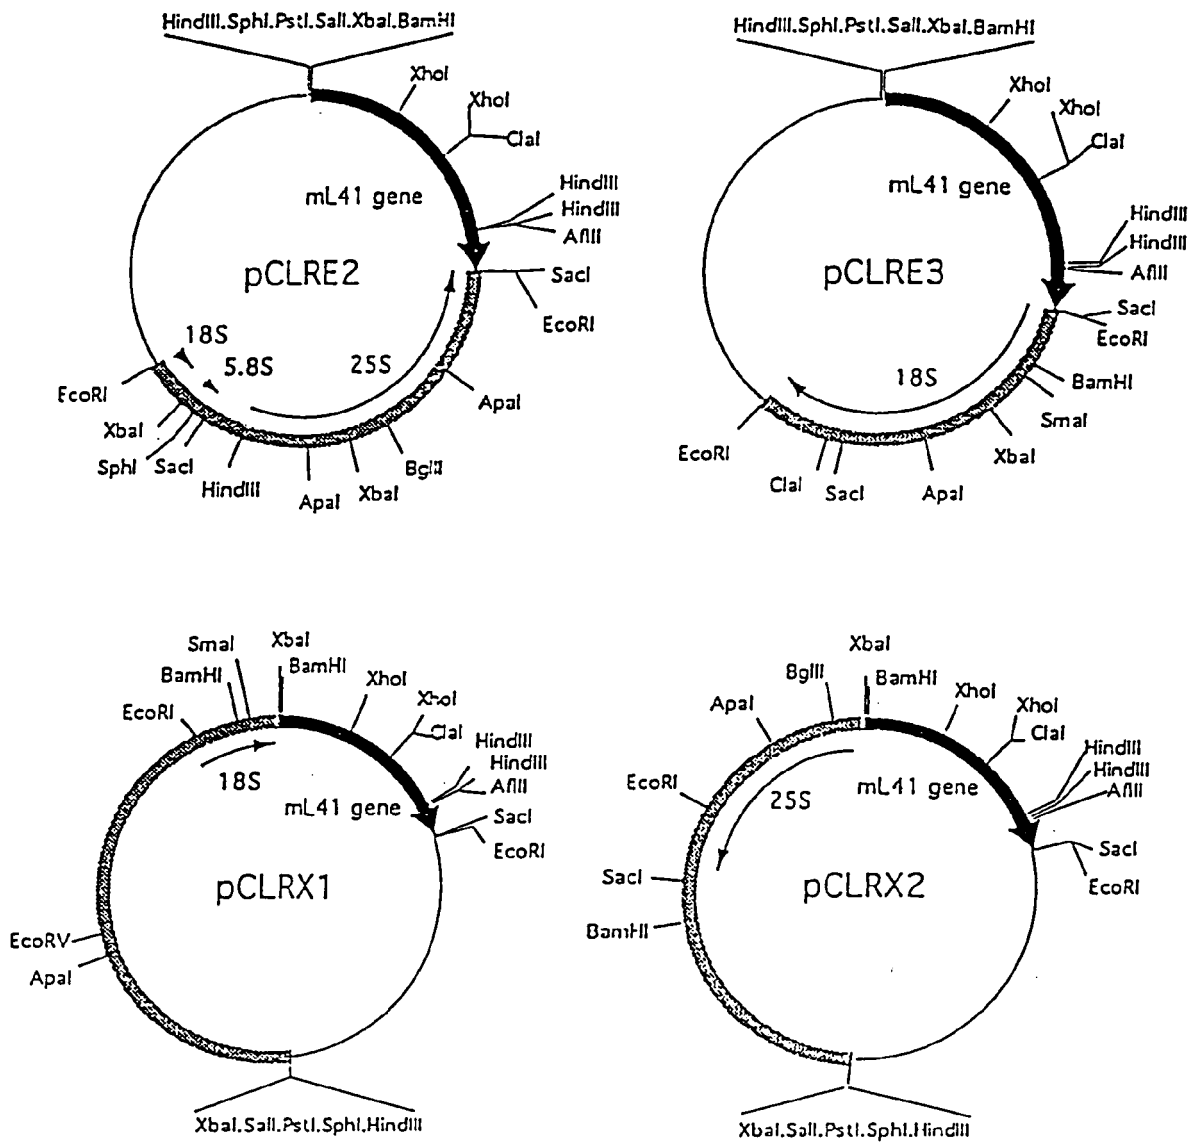 HindIII.SphI.PstI.SalI.XbaI.BamHI
XhoI
XhoI
ClaI
HindIII
HindIII
AflII
mL41 gene
pCLRE2
SacI
EcoRI
18S
5.8S
25S
EcoRI
XbaI
SphI
SacI
HindIII
ApaI
XbaI
BglII
ApaI
HindIII.SphI.PstI.SalI.XbaI.BamHI
XhoI
XhoI
ClaI
mL41 gene
HindIII
HindIII
AflII
pCLRE3
SacI
EcoRI
18S
BamHI
SmaI
XbaI
EcoRI
ClaI
SacI
ApaI
SmaI
XbaI
BamHI
BamHI
EcoRI
XhoI
XhoI
ClaI
HindIII
HindIII
AflII
18S
mL41 gene
SacI
EcoRI
pCLRX1
EcoRV
ApaI
XbaI.SalI.PstI.SphI.HindIII
XbaI
BglII
BamHI
ApaI
XhoI
XhoI
ClaI
HindIII
HindIII
AflII
EcoRI
25S
mL41 gene
SacI
EcoRI
SacI
pCLRX2
BamHI
XbaI.SalI.PstI.SphI.HindIII